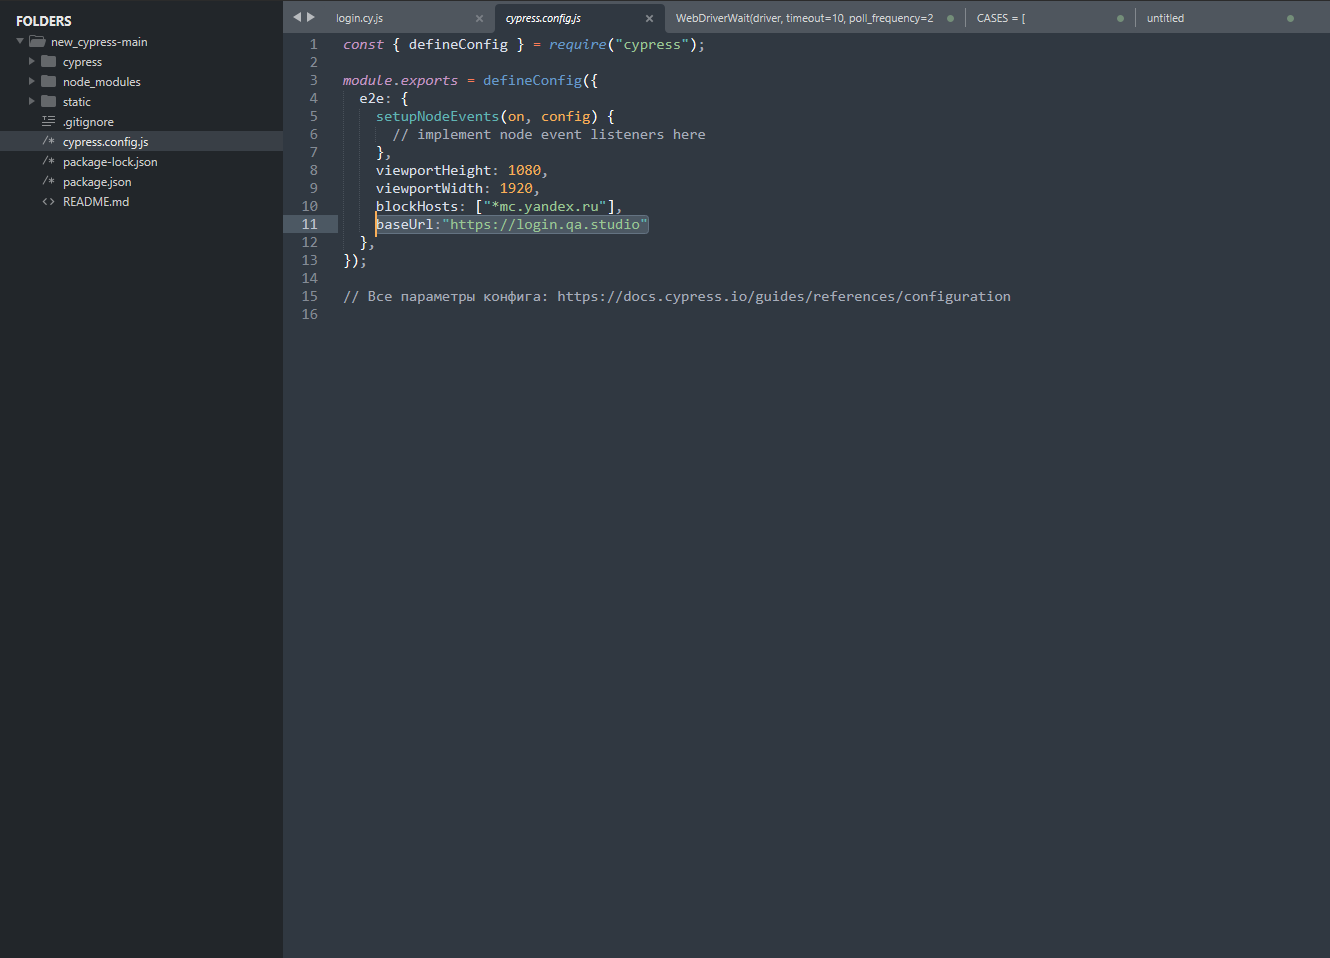 FOLDERS
new_cypress-main
cypress
node_modules
static
.gitignore
/* cypress.config.js
/* package-lock.json
/* package.json
<> README.md
login.cy.js ×
cypress.config.js ×
WebDriverWait(driver, timeout=10, poll_frequency=2
CASES = [
untitled
1 const { defineConfig } = require("cypress");
2
3 module.exports = defineConfig({
4   e2e: {
5     setupNodeEvents(on, config) {
6       // implement node event listeners here
7     },
8     viewportHeight: 1080,
9     viewportWidth: 1920,
10     blockHosts: ["*mc.yandex.ru"],
11     baseUrl:"https://login.qa.studio"
12   },
13 });
14
15 // Все параметры конфига: https://docs.cypress.io/guides/references/configuration
16